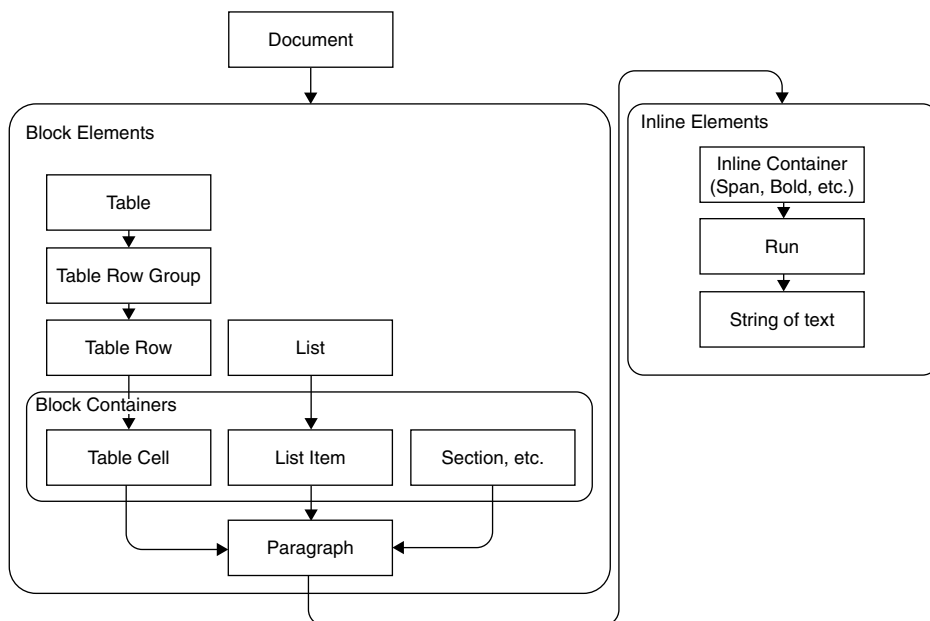 Document
Block Elements
Table
Table Row Group
Table Row
List
Block Containers
Table Cell
List Item
Section, etc.
Paragraph
Inline Elements
Inline Container
(Span, Bold, etc.)
Run
String of text